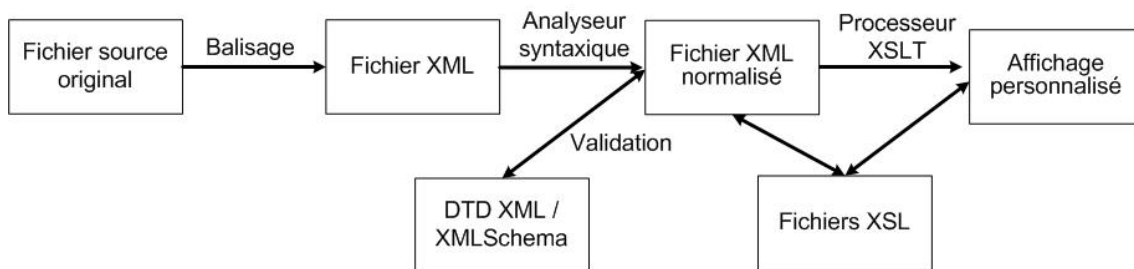 Fichier source
original
Balisage
Fichier XML
Analyseur
syntaxique
Fichier XML
normalisé
Processeur
XSLT
Affichage
personnalisé
Validation
DTD XML /
XMLSchema
Fichiers XSL